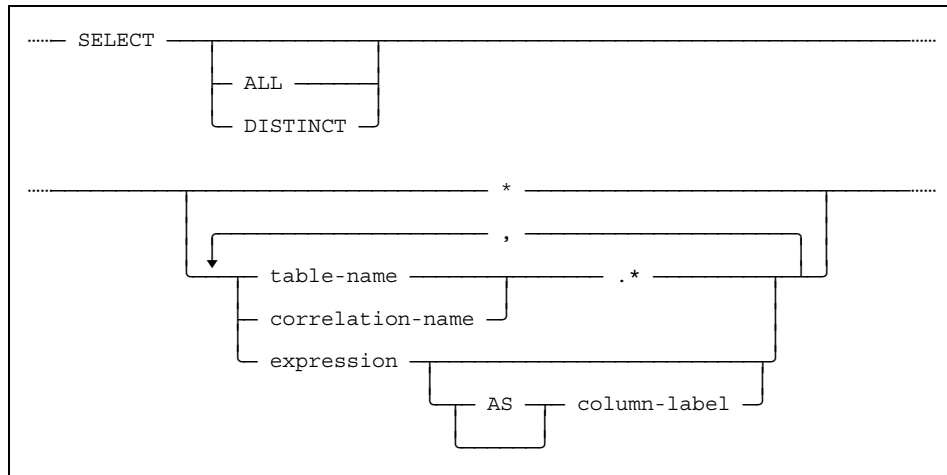 SELECT
ALL
DISTINCT
*
,
table-name .*
correlation-name
expression
AS column-label